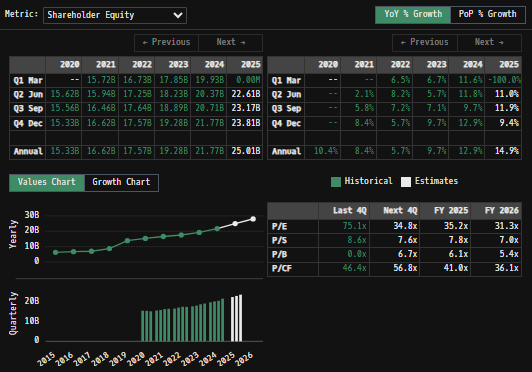 Metric: Shareholder Equity YoY % Growth PoP % Growth
← Previous Next → ← Previous Next →
2020 2021 2022 2023 2024 2025 2020 2021 2022 2023 2024 2025
Q1 Mar -- 15.72B 16.73B 17.85B 19.93B 0.00M Q1 Mar -- -- 6.5% 6.7% 11.6% -100.0%
Q2 Jun 15.62B 15.94B 17.25B 18.23B 20.37B 22.61B Q2 Jun -- 2.1% 8.2% 5.7% 11.8% 11.0%
Q3 Sep 15.56B 16.46B 17.64B 18.89B 20.71B 23.17B Q3 Sep -- 5.8% 7.2% 7.1% 9.7% 11.9%
Q4 Dec 15.33B 16.62B 17.57B 19.28B 21.77B 23.81B Q4 Dec -- 8.4% 5.7% 9.7% 12.9% 9.4%
Annual 15.33B 16.62B 17.57B 19.28B 21.77B 25.01B Annual 10.4% 8.4% 5.7% 9.7% 12.9% 14.9%
Values Chart Growth Chart Historical Estimates
Last 4Q Next 4Q FY 2025 FY 2026
P/E 75.1x 34.8x 35.2x 31.3x
P/S 8.6x 7.6x 7.8x 7.0x
P/B 0.0x 6.7x 6.1x 5.4x
P/CF 46.4x 56.8x 41.0x 36.1x
Yearly
30B
20B
10B
0
Quarterly
20B
10B
0
2015 2016 2017 2018 2019 2020 2021 2022 2023 2024 2025 2026